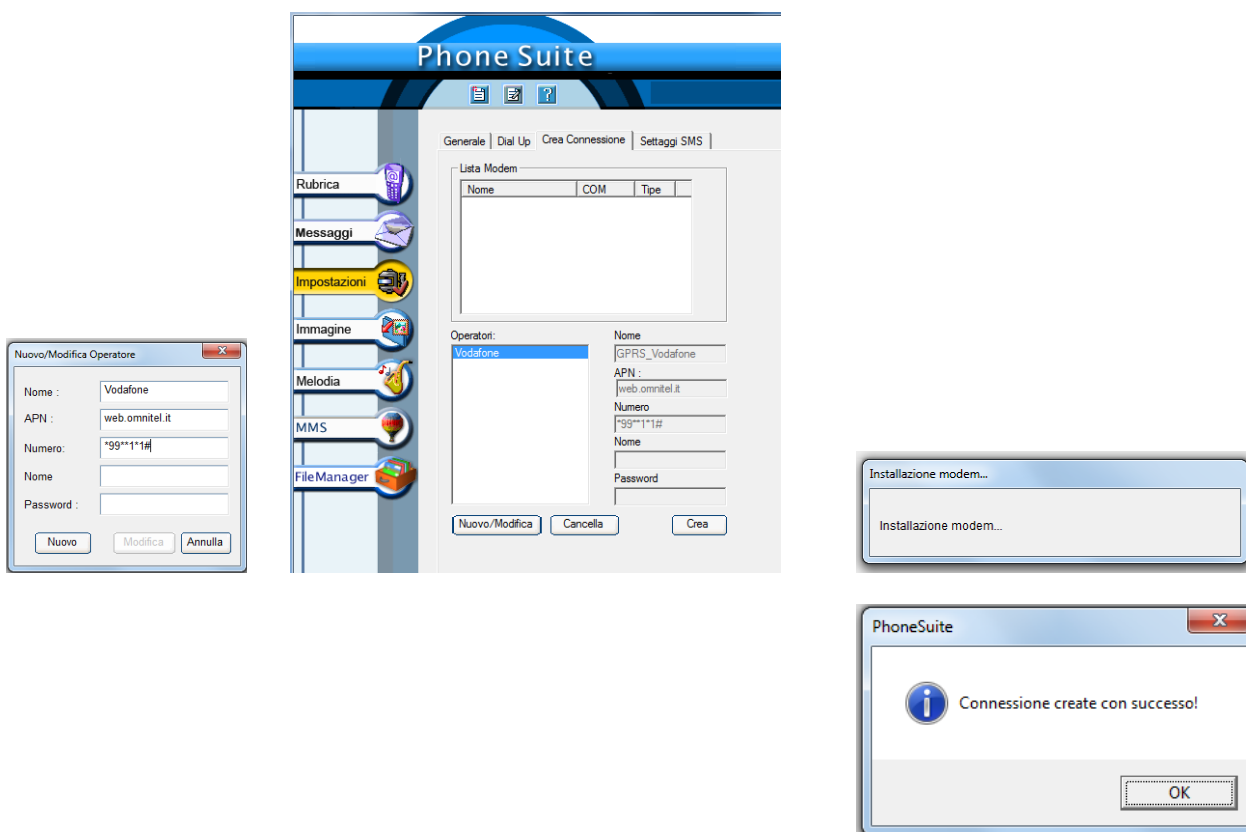 Phone Suite
Generale | Dial Up Crea Connessione | Settaggi SMS |
Lista Modem
Nome COM Tipe
Rubrica
Messaggi
Impostazioni
Immagine
Melodia
MMS
FileManager
Operatori:
Vodafone
Nome
GPRS_Vodafone
APN :
web.omnitel.it
Numero
*99**1*1#
Nome
Password
Nuovo/Modifica Cancella Crea
Nuovo/Modifica Operatore
Nome : Vodafone
APN : web.omnitel.it
Numero: *99**1*1#
Nome
Password :
Nuovo Modifica Annulla
Installazione modem...
Installazione modem...
PhoneSuite
Connessione create con successo!
OK